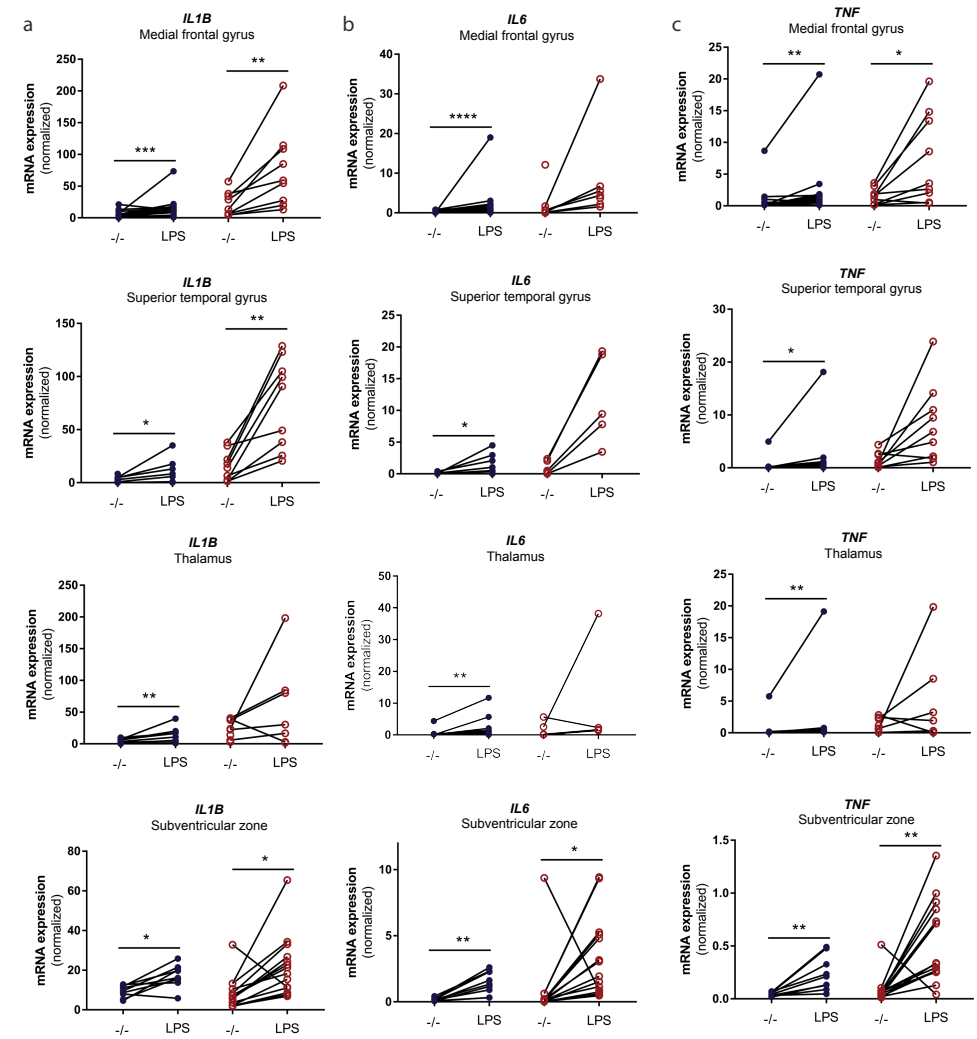 a
IL1B
Medial frontal gyrus
mRNA expression
(normalized)
250
200
150
100
50
0
***
**
-/-
LPS
-/-
LPS
b
IL6
Medial frontal gyrus
mRNA expression
(normalized)
40
30
20
10
0
****
-/-
LPS
-/-
LPS
c
TNF
Medial frontal gyrus
mRNA expression
(normalized)
25
20
15
10
5
0
**
*
-/-
LPS
-/-
LPS
IL1B
Superior temporal gyrus
mRNA expression
(normalized)
150
100
50
0
*
**
-/-
LPS
-/-
LPS
IL6
Superior temporal gyrus
mRNA expression
(normalized)
25
20
15
10
5
0
*
-/-
LPS
-/-
LPS
TNF
Superior temporal gyrus
mRNA expression
(normalized)
30
20
10
0
*
-/-
LPS
-/-
LPS
IL1B
Thalamus
mRNA expression
(normalized)
250
200
150
100
50
0
**
-/-
LPS
-/-
LPS
IL6
Thalamus
mRNA expression
(normalized)
50
40
30
20
10
0
**
-/-
LPS
-/-
LPS
TNF
Thalamus
mRNA expression
(normalized)
25
20
15
10
5
0
**
-/-
LPS
-/-
LPS
IL1B
Subventricular zone
mRNA expression
(normalized)
80
60
40
20
0
*
*
-/-
LPS
-/-
LPS
IL6
Subventricular zone
mRNA expression
(normalized)
10
5
0
**
*
-/-
LPS
-/-
LPS
TNF
Subventricular zone
mRNA expression
(normalized)
1.5
1.0
0.5
0.0
**
**
-/-
LPS
-/-
LPS